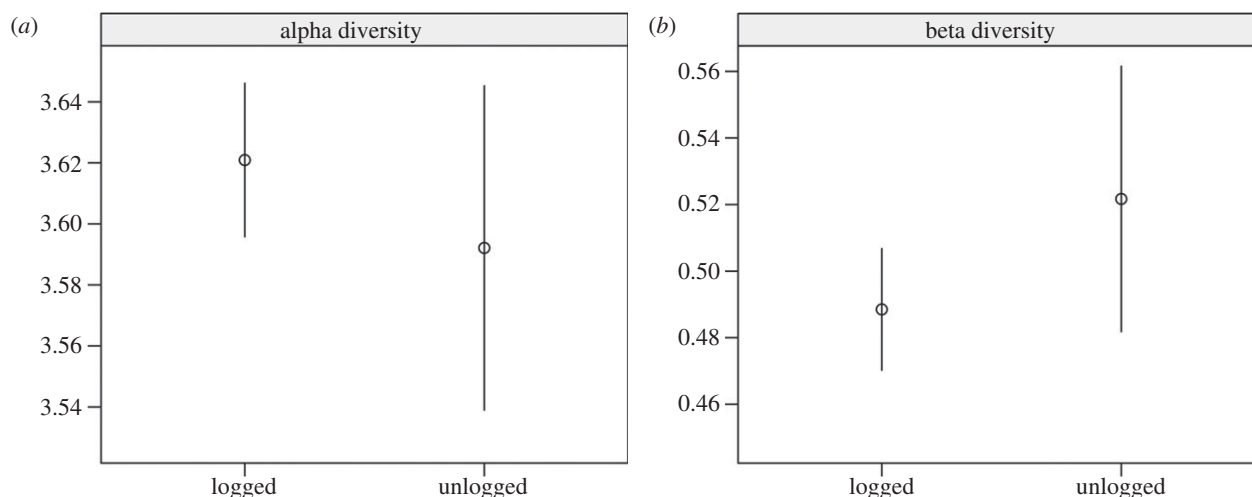 (a)
alpha diversity
3.64
3.62
3.60
3.58
3.56
3.54
logged unlogged
(b)
beta diversity
0.56
0.54
0.52
0.50
0.48
0.46
logged unlogged